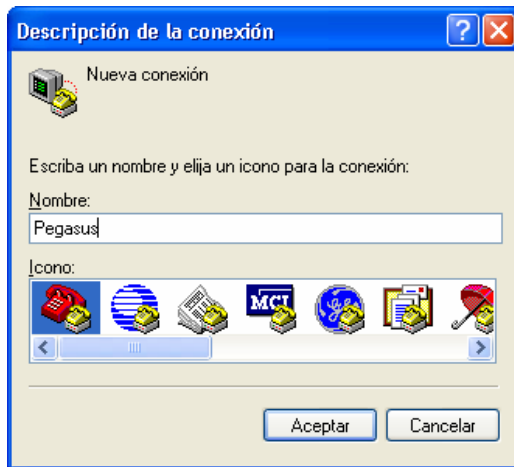 Descripción de la conexión
Nueva conexión
Escriba un nombre y elija un icono para la conexión:
Nombre:
Pegasus
Icono:
MCI
Aceptar
Cancelar